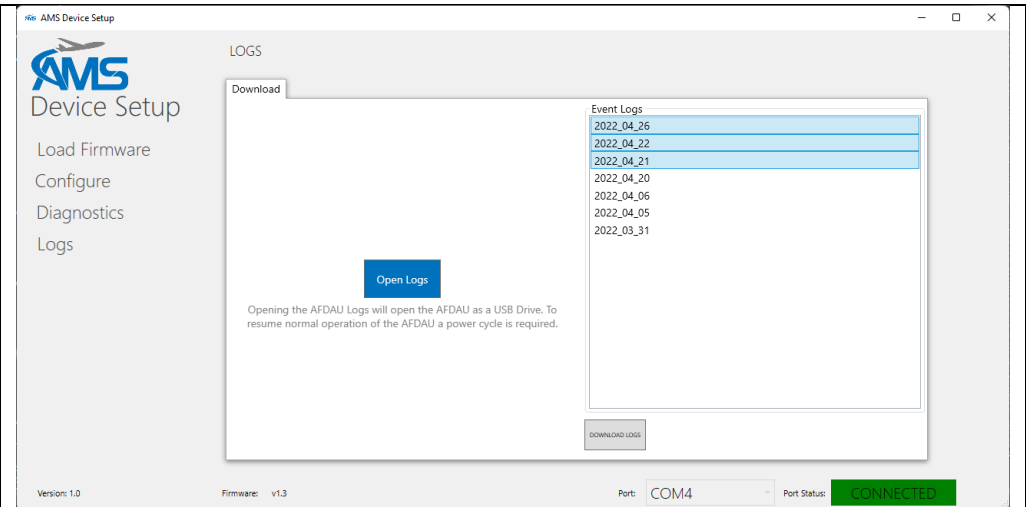 AMS AMS Device Setup
AMS
Device Setup
Load Firmware
Configure
Diagnostics
Logs
LOGS
Download
Open Logs
Opening the AFDAU Logs will open the AFDAU as a USB Drive. To
resume normal operation of the AFDAU a power cycle is required.
Event Logs
2022_04_26
2022_04_22
2022_04_21
2022_04_20
2022_04_06
2022_04_05
2022_03_31
DOWNLOAD LOGS
Version: 1.0
Firmware: v1.3
Port: COM4
Port Status: CONNECTED